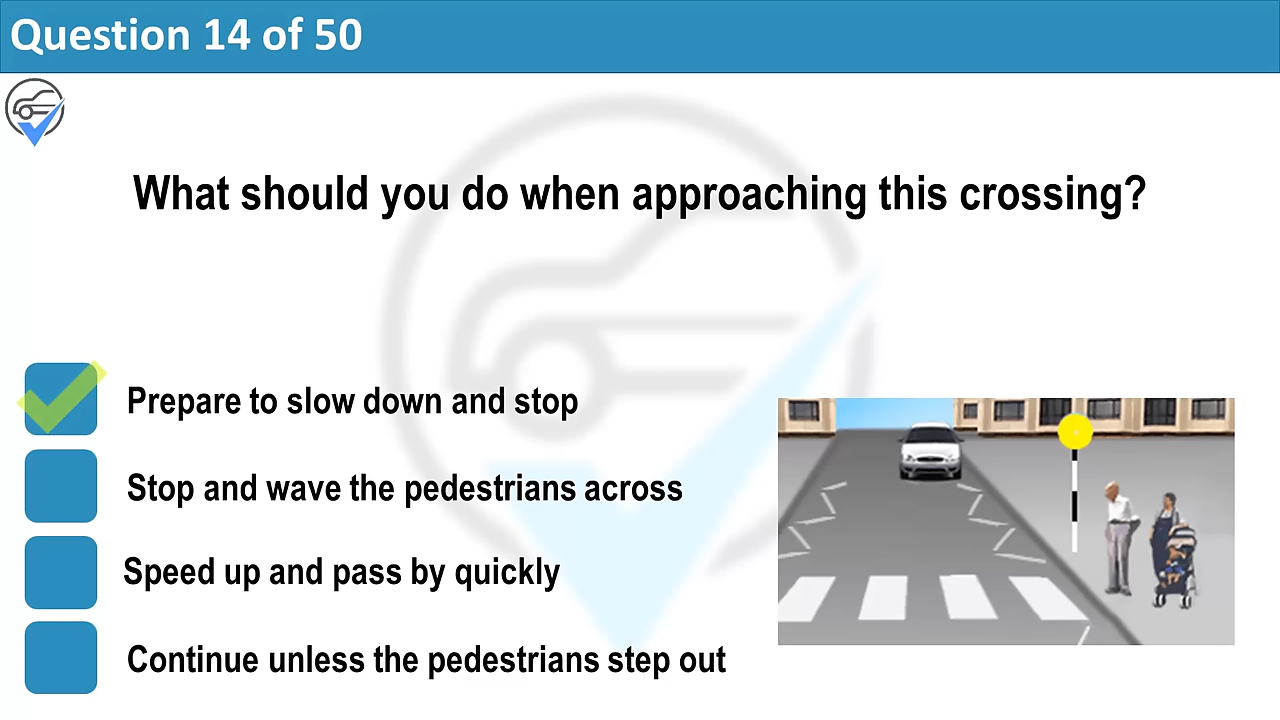 Question 14 of 50
What should you do when approaching this crossing?
Prepare to slow down and stop
Stop and wave the pedestrians across
Speed up and pass by quickly
Continue unless the pedestrians step out